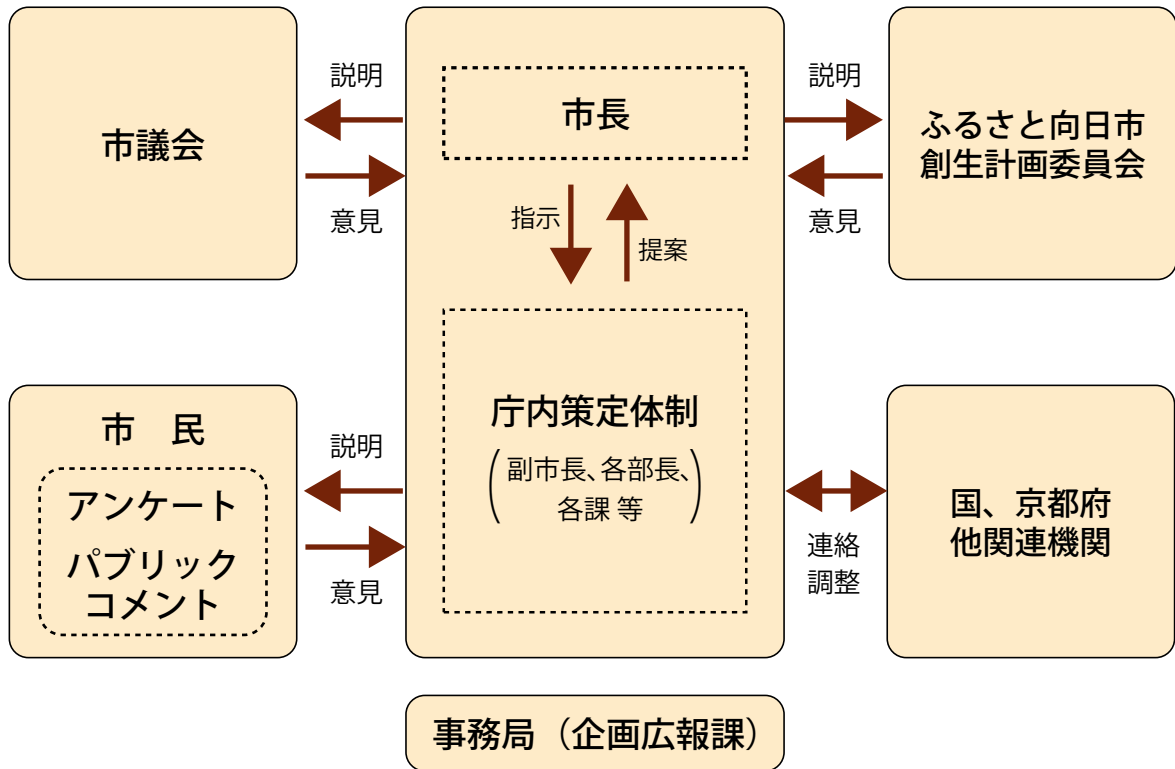 市議会
説明
意見
市長
指示
提案
説明
意見
ふるさと向日市
創生計画委員会
市　民
アンケート
パブリック
コメント
説明
意見
庁内策定体制
(副市長、各部長、
各課 等)
連絡
調整
国、京都府
他関連機関
事務局（企画広報課）